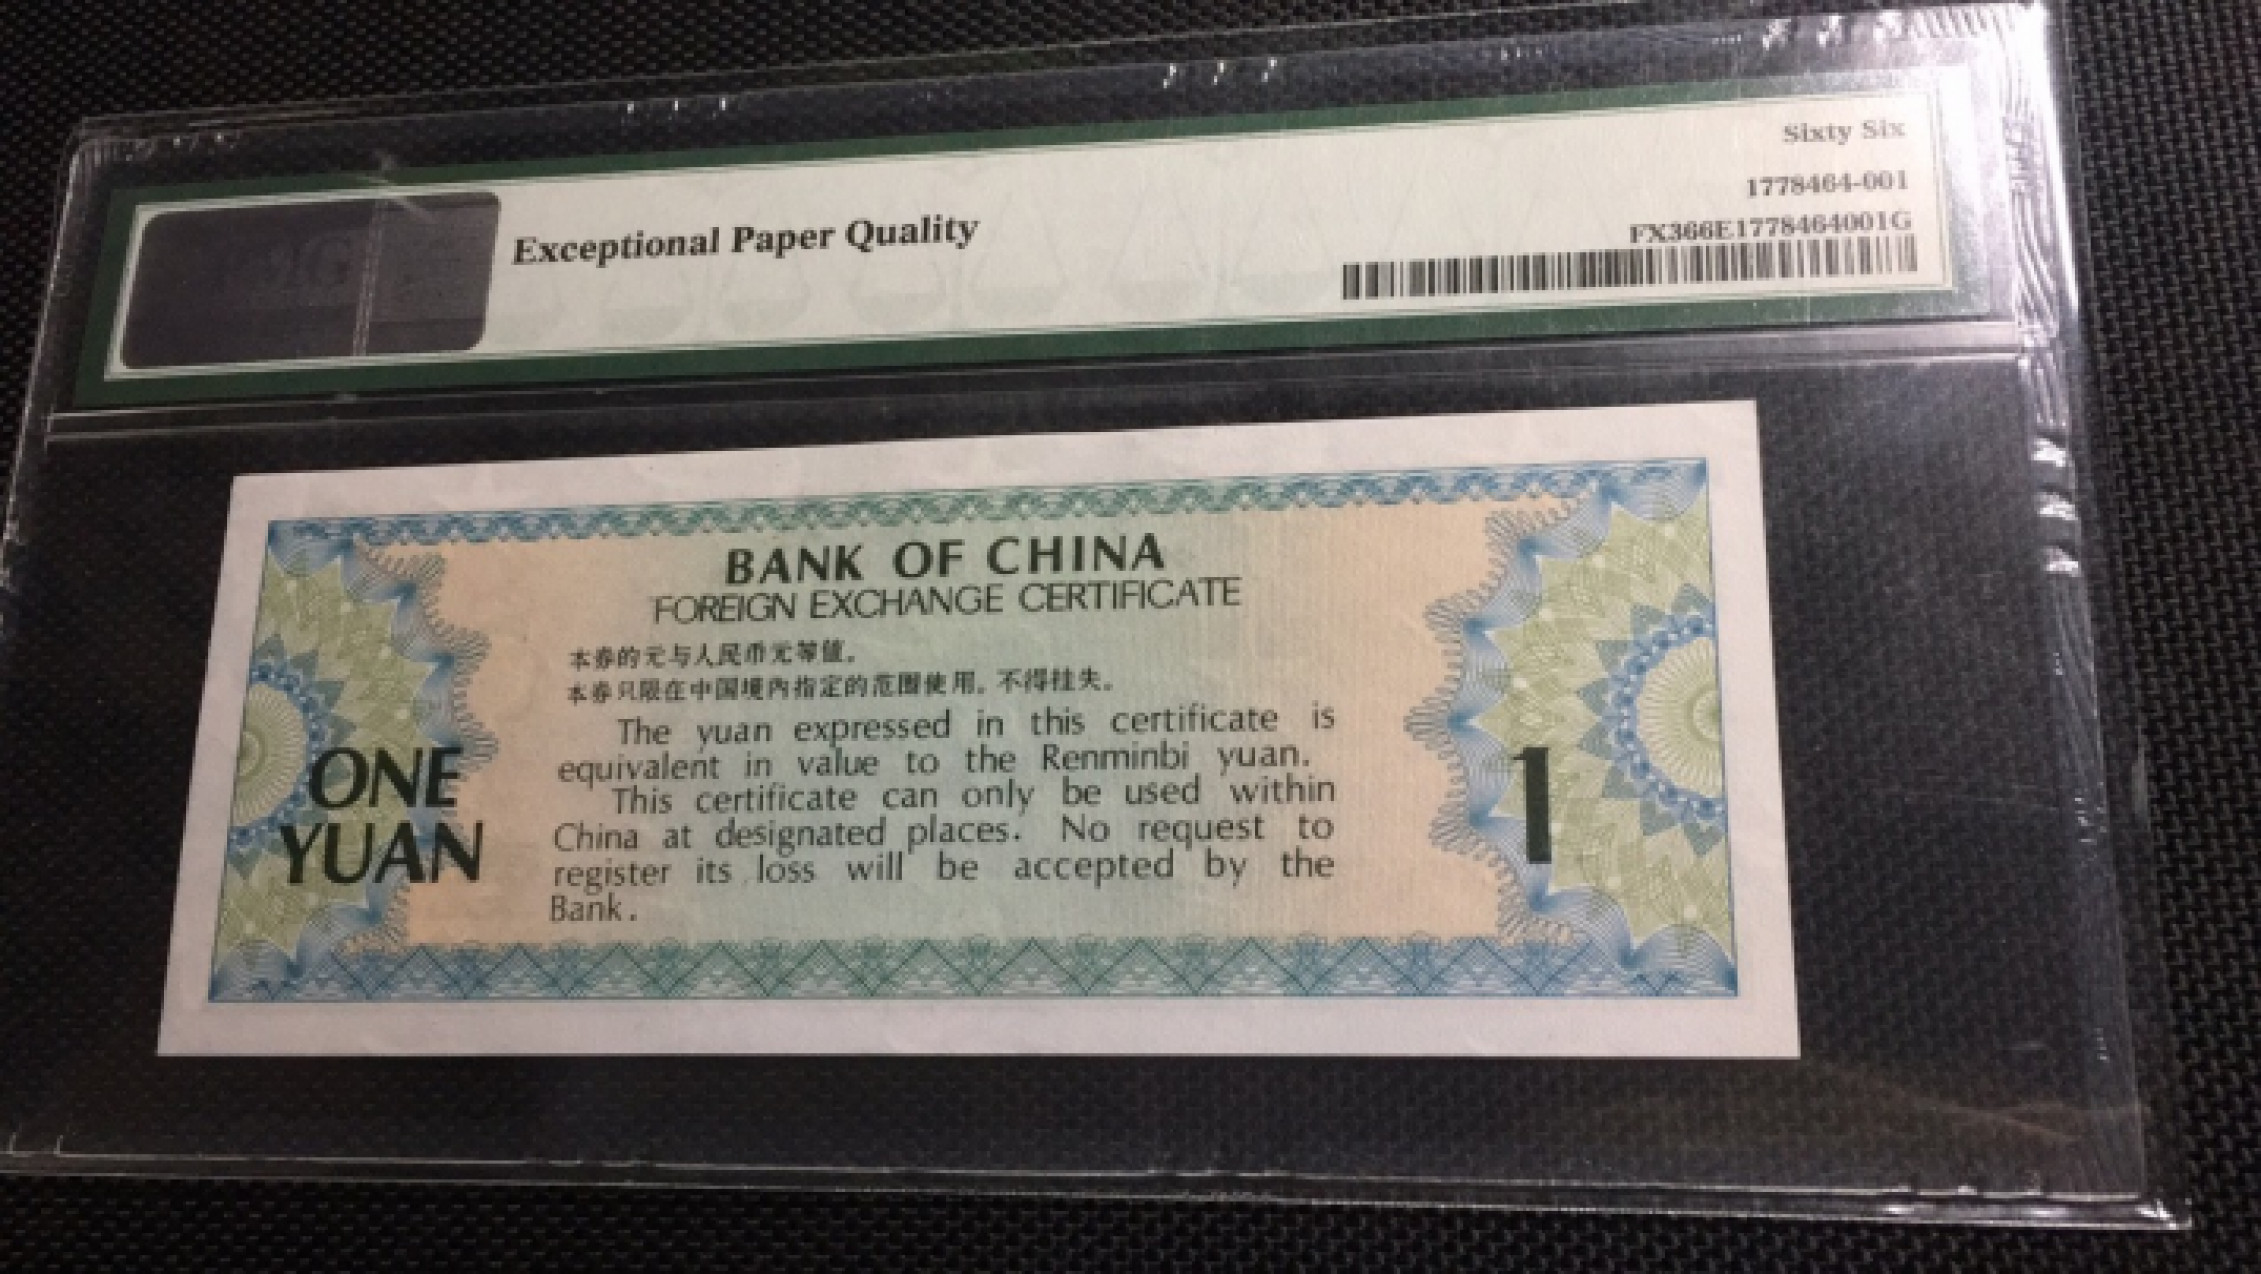 Sixty Six
1778464-001
Exceptional Paper Quality
FX366E1778464001G
BANK OF CHINA
FOREIGN EXCHANGE CERTIFICATE
本券的元与人民币元等值。
本券只限在中国境内指定的范围使用。不得挂失。
The yuan expressed in this certificate is
equivalent in value to the Renminbi yuan.
This certificate can only be used within
China at designated places. No request to
register its loss will be accepted by the
Bank.
ONE
YUAN
1